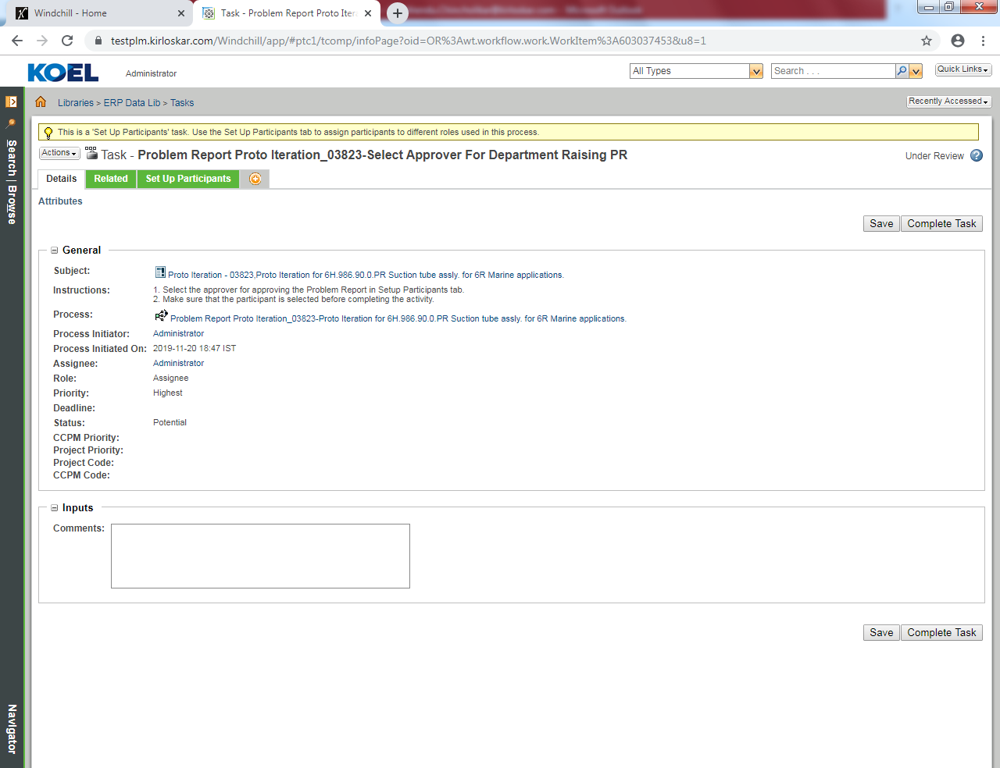 Windchill - Home
Task - Problem Report Proto Itera
testplm.kirloskar.com/Windchill/app/#ptc1/tcomp/infoPage?oid=OR%3Awt.workflow.work.WorkItem%3A603037453&u8=1
KOEL
Administrator
All Types
Search . . .
Quick Links
Libraries > ERP Data Lib > Tasks
Recently Accessed
This is a 'Set Up Participants' task. Use the Set Up Participants tab to assign participants to different roles used in this process.
Actions
Task - Problem Report Proto Iteration_03823-Select Approver For Department Raising PR
Under Review
Details
Related
Set Up Participants
Attributes
Save
Complete Task
General
Subject: Proto Iteration - 03823,Proto Iteration for 6H.986.90.0.PR Suction tube assly. for 6R Marine applications.
Instructions: 1. Select the approver for approving the Problem Report in Setup Participants tab.
2. Make sure that the participant is selected before completing the activity.
Process: Problem Report Proto Iteration_03823-Proto Iteration for 6H.986.90.0.PR Suction tube assly. for 6R Marine applications.
Process Initiator: Administrator
Process Initiated On: 2019-11-20 18:47 IST
Assignee: Administrator
Role: Assignee
Priority: Highest
Deadline:
Status: Potential
CCPM Priority:
Project Priority:
Project Code:
CCPM Code:
Inputs
Comments:
Save
Complete Task
Search | Browse
Navigator